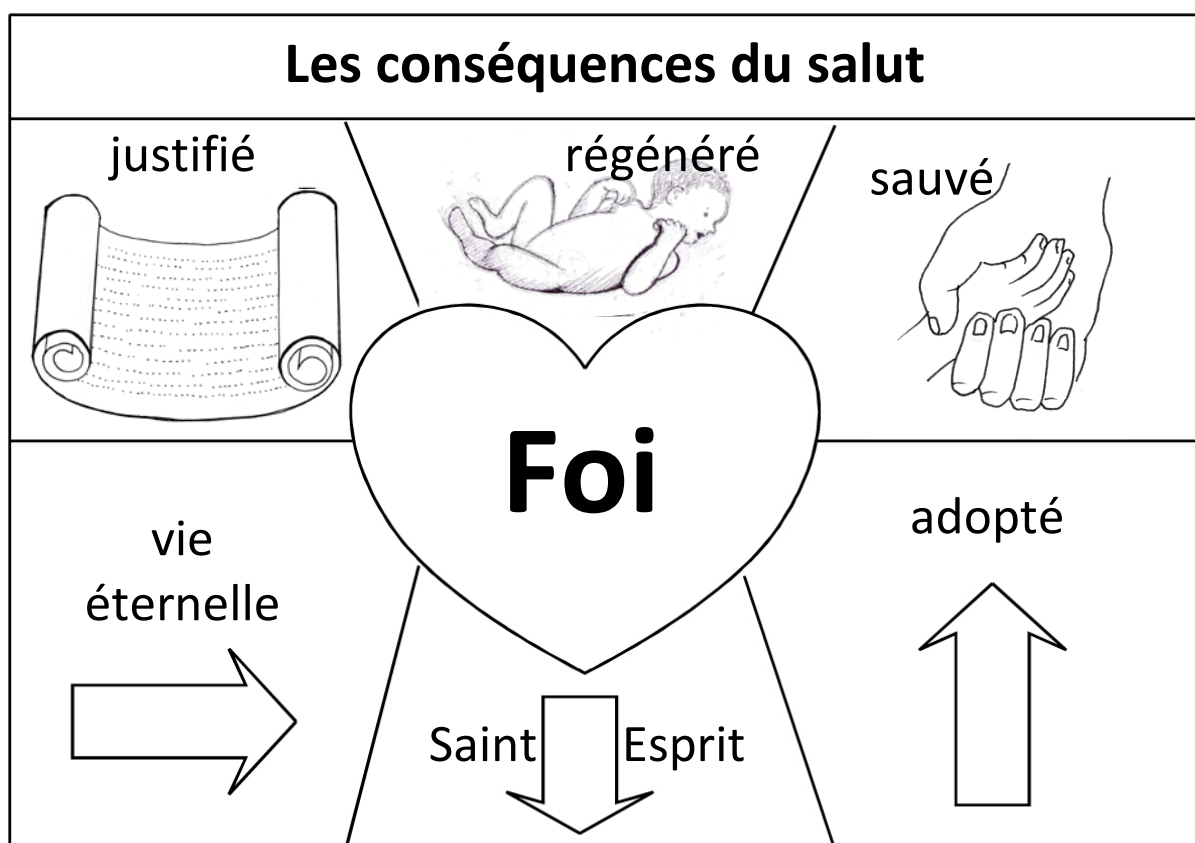 Les conséquences du salut
justifié
régénéré
sauvé
Foi
vie
éternelle
Saint Esprit
adopté